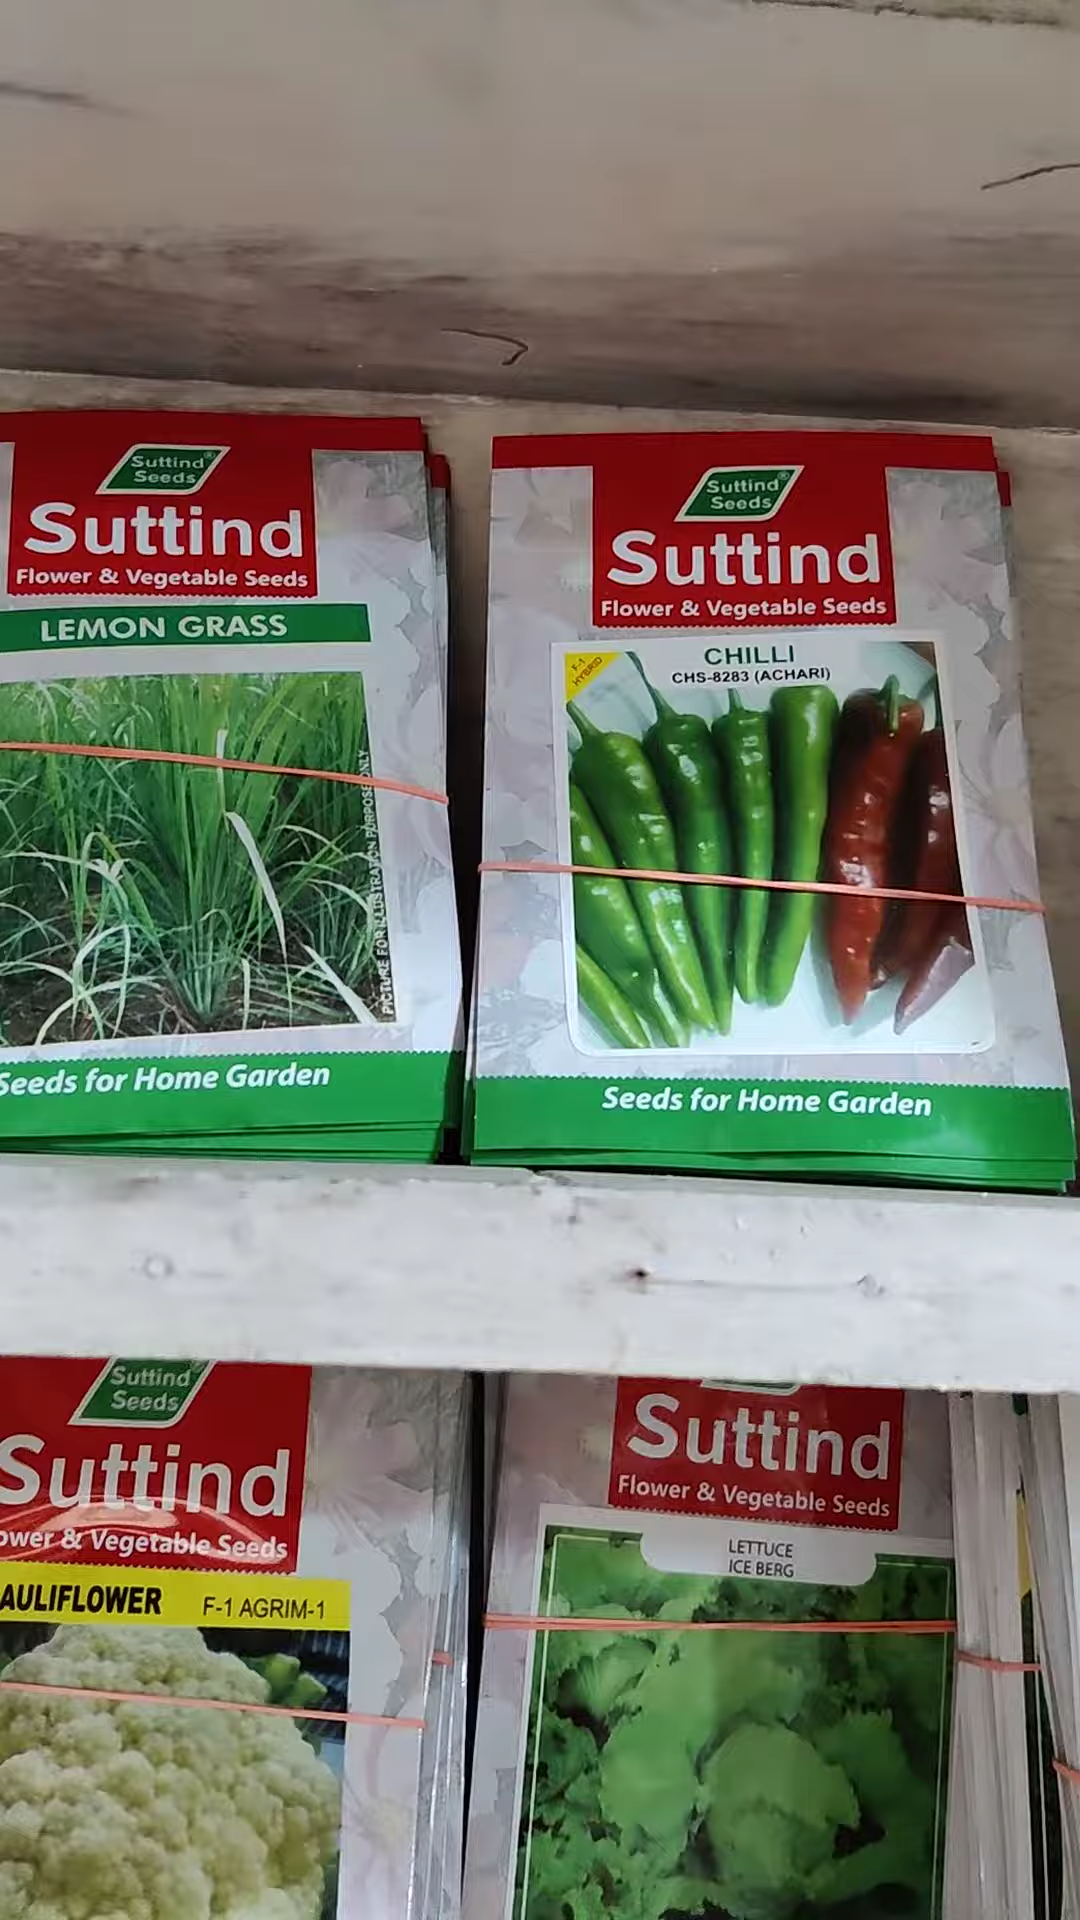 Suttind®
Seeds
Suttind
Flower & Vegetable Seeds
LEMON GRASS
PICTURE FOR ILLUSTRATION PURPOSE ONLY
Seeds for Home Garden
Suttind®
Seeds
Suttind
Flower & Vegetable Seeds
F-1
HYBRID
CHILLI
CHS-8283 (ACHARI)
Seeds for Home Garden
Suttind
Seeds
Suttind
ower & Vegetable Seeds
AULIFLOWER F-1 AGRIM-1
Suttind
Flower & Vegetable Seeds
LETTUCE
ICE BERG